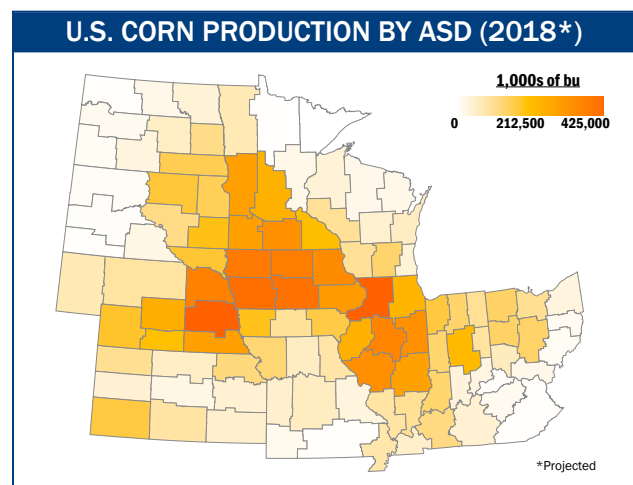 U.S. CORN PRODUCTION BY ASD (2018*)
1,000s of bu
0 212,500 425,000
*Projected